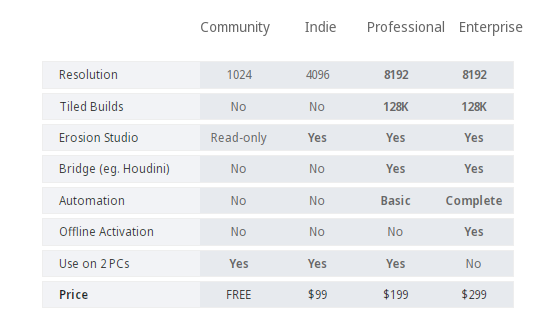 Community Indie Professional Enterprise
Resolution 1024 4096 8192 8192
Tiled Builds No No 128K 128K
Erosion Studio Read-only Yes Yes Yes
Bridge (eg. Houdini) No No Yes Yes
Automation No No Basic Complete
Offline Activation No No No Yes
Use on 2 PCs Yes Yes Yes No
Price FREE $99 $199 $299